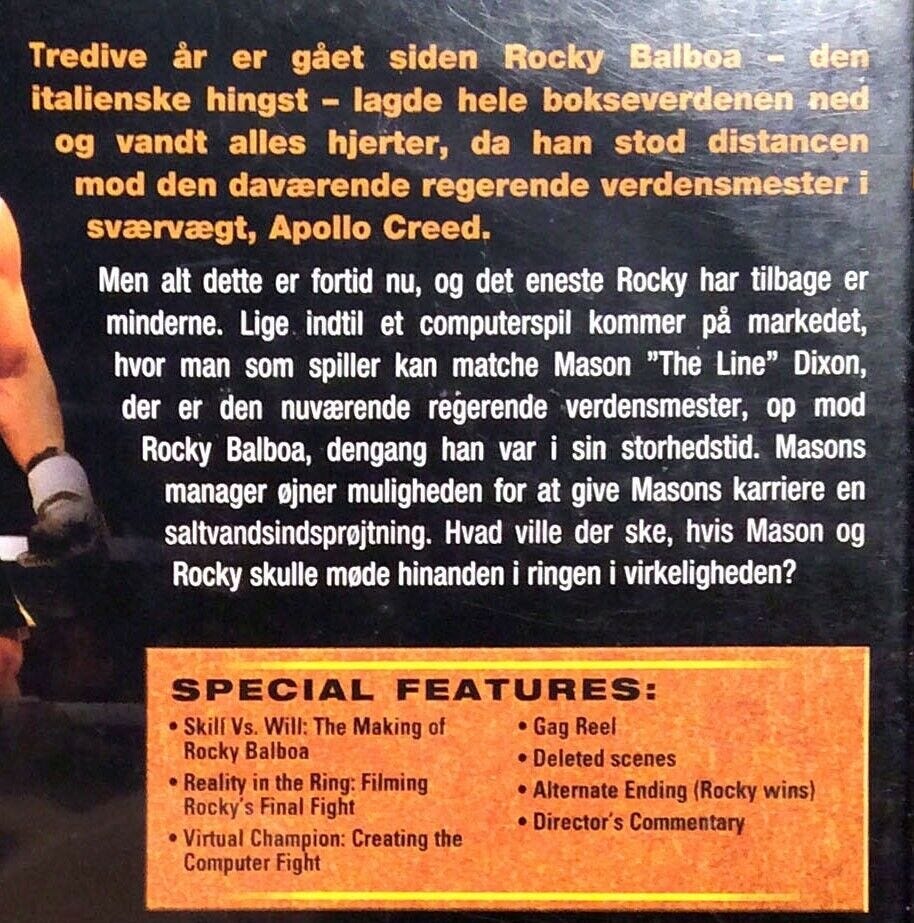 Tredive år er gået siden Rocky Balboa – den
italienske hingst – lagde hele bokseverdenen ned
og vandt alles hjerter, da han stod distancen
mod den daværende regerende verdensmester i
sværvægt, Apollo Creed.
Men alt dette er fortid nu, og det eneste Rocky har tilbage er
minderne. Lige indtil et computerspil kommer på markedet,
hvor man som spiller kan matche Mason ”The Line” Dixon,
der er den nuværende regerende verdensmester, op mod
Rocky Balboa, dengang han var i sin storhedstid. Masons
manager øjner muligheden for at give Masons karriere en
saltvandsindsprøjtning. Hvad ville der ske, hvis Mason og
Rocky skulle møde hinanden i ringen i virkeligheden?
SPECIAL FEATURES:
• Skill Vs. Will: The Making of
Rocky Balboa
• Reality in the Ring: Filming
Rocky's Final Fight
• Virtual Champion: Creating the
Computer Fight
• Gag Reel
• Deleted scenes
• Alternate Ending (Rocky wins)
• Director's Commentary